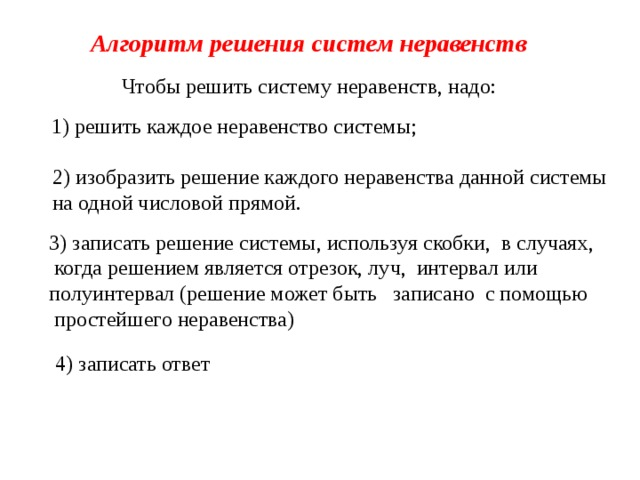 Алгоритм решения систем неравенств
Чтобы решить систему неравенств, надо:
1) решить каждое неравенство системы;
2) изобразить решение каждого неравенства данной системы
на одной числовой прямой.
3) записать решение системы, используя скобки, в случаях,
когда решением является отрезок, луч, интервал или
полуинтервал (решение может быть записано с помощью
простейшего неравенства)
4) записать ответ